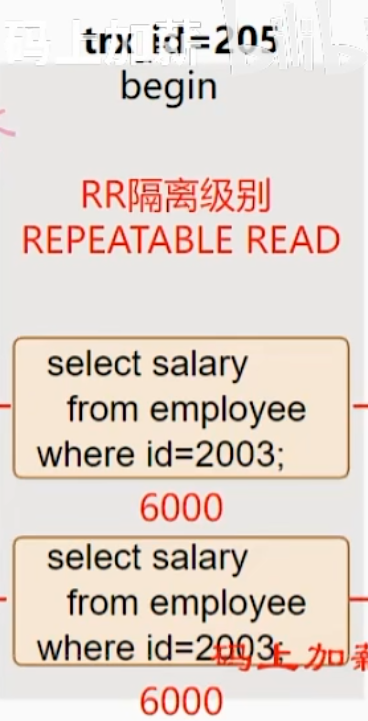 码上加薪
trx_id=205
begin
RR隔离级别
REPEATABLE READ
select salary
from employee
where id=2003;
6000
select salary
from employee
where id=2003;
码上加薪
6000